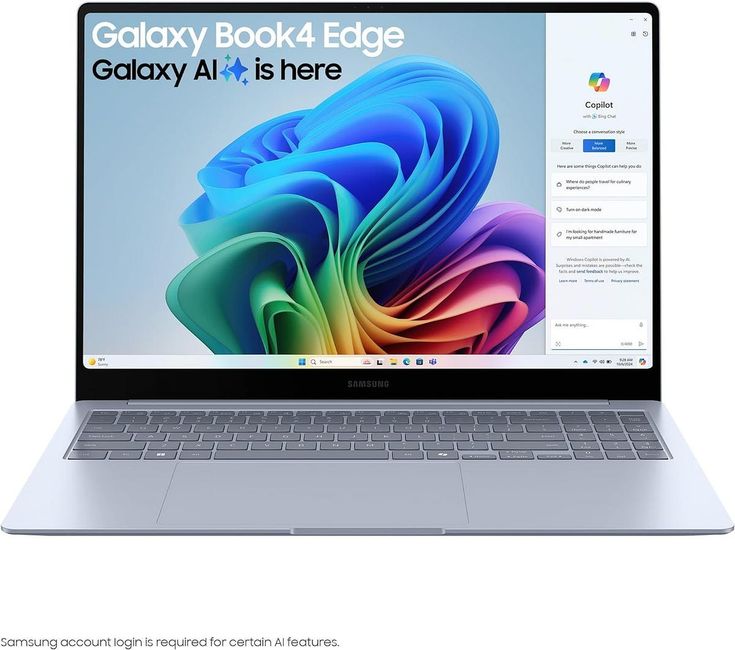 Galaxy Book4 Edge
Galaxy AI is here
Copilot
with Bing Chat
Choose a conversation style
More Creative
More Balanced
More Precise
Here are some things Copilot can help you do
Where do people travel for culinary
experiences?
Turn on dark mode
I'm looking for handmade furniture for
my small apartment
Windows Copilot is powered by AI.
Surprises and mistakes are possible—check the
facts and send feedback to help us improve.
Learn more Terms of use Privacy statement
Ask me anything...
0/4000
78°F
Sunny
Search
9:28 AM
SAMSUNG
Samsung account login is required for certain AI features.